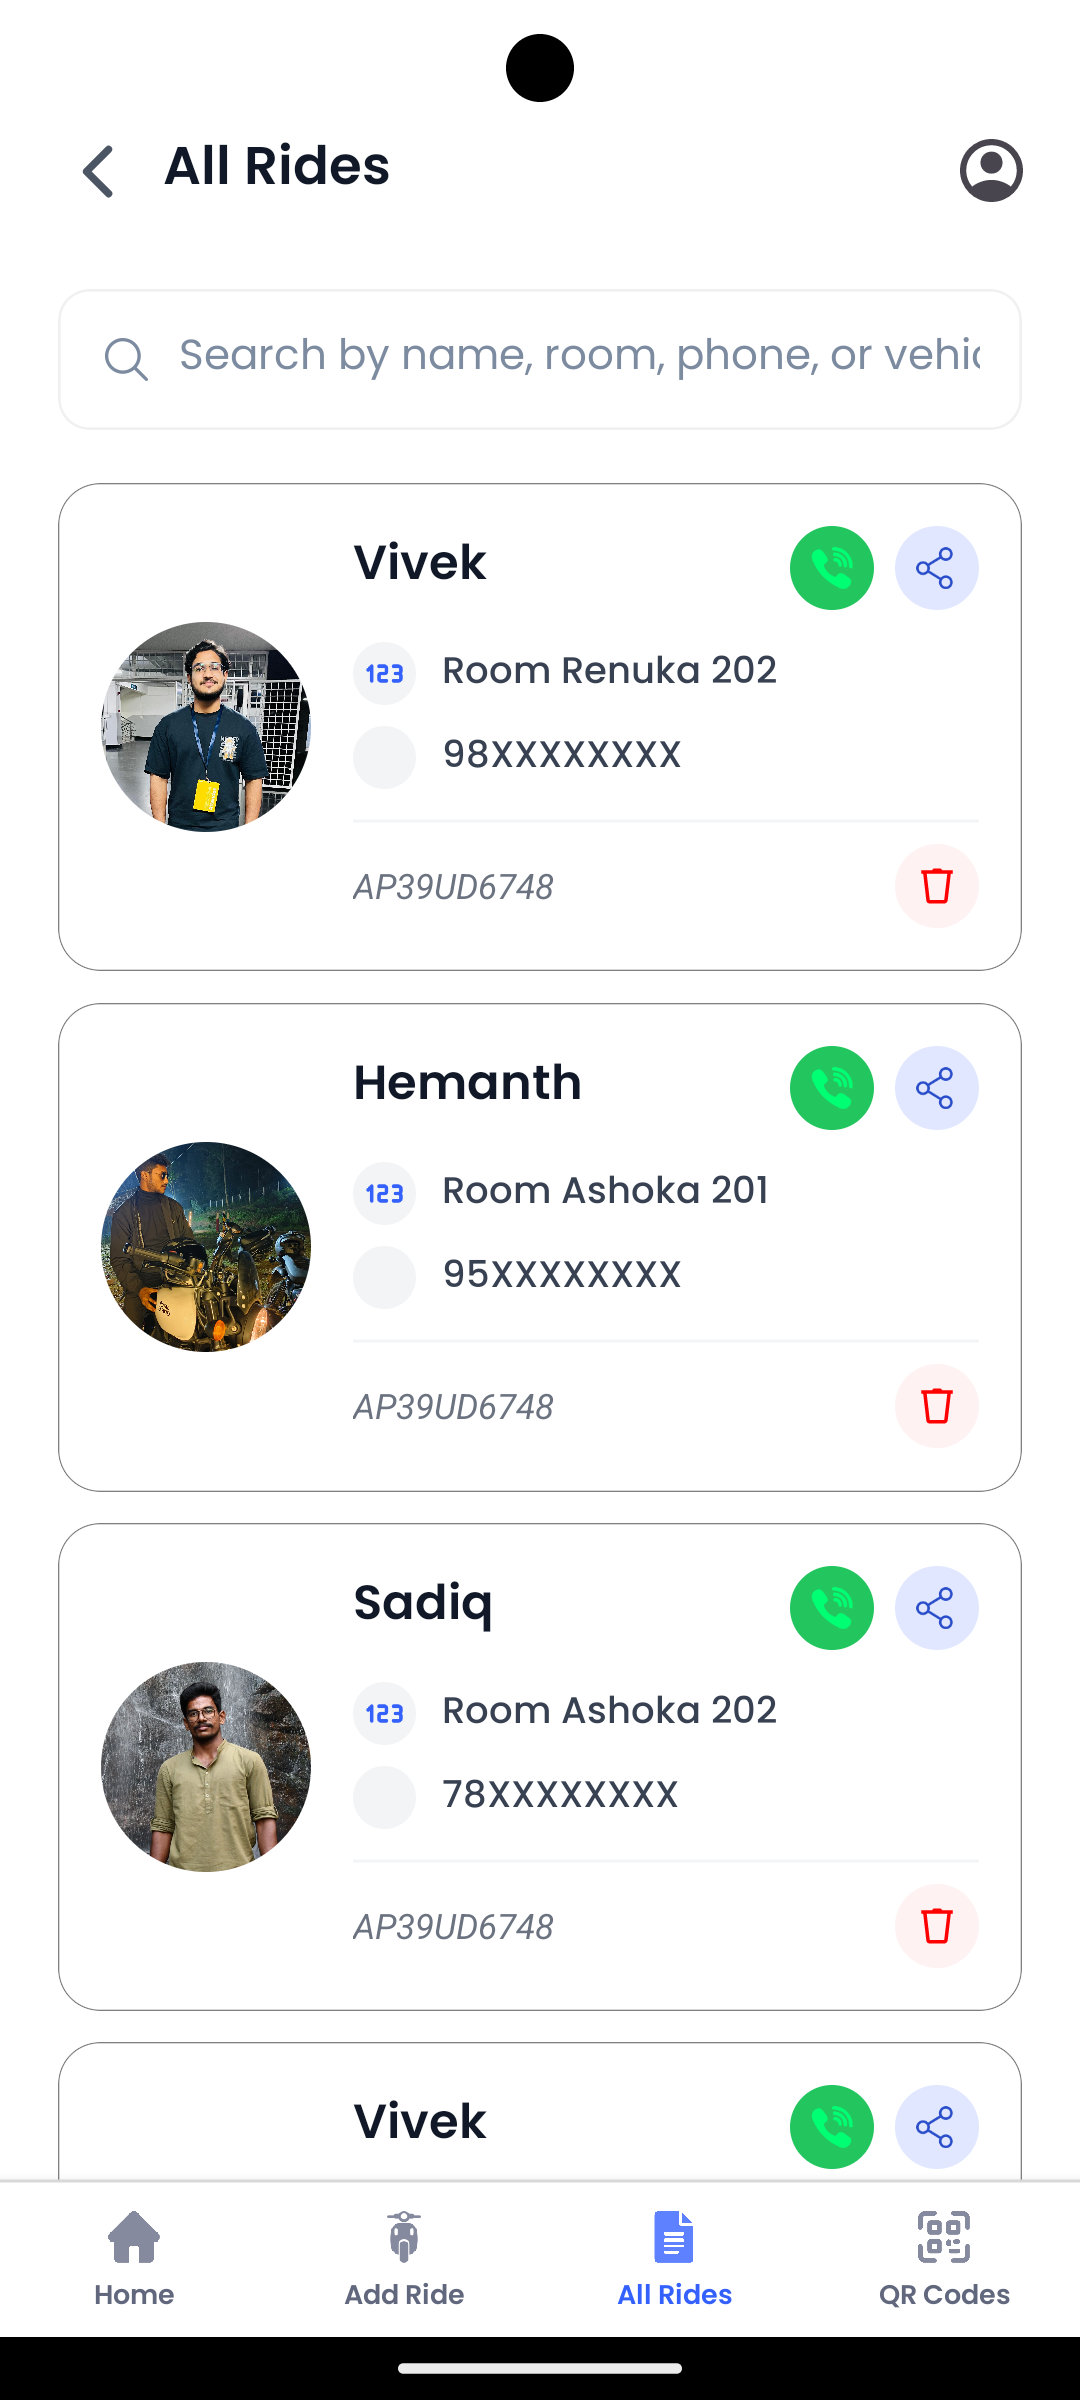 All Rides
Search by name, room, phone, or vehic
Vivek
123 Room Renuka 202
98XXXXXXXX
AP39UD6748
Hemanth
123 Room Ashoka 201
95XXXXXXXX
AP39UD6748
Sadiq
123 Room Ashoka 202
78XXXXXXXX
AP39UD6748
Vivek
Home Add Ride All Rides QR Codes